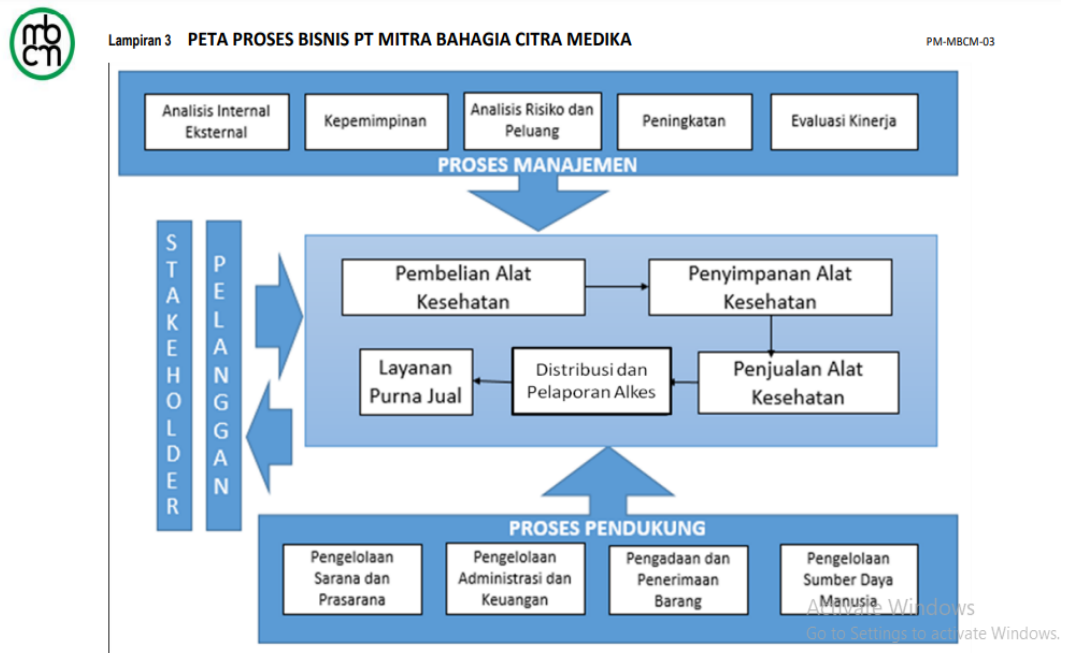 mb
cm
Lampiran 3 PETA PROSES BISNIS PT MITRA BAHAGIA CITRA MEDIKA
PM-MBCM-03
Analisis Internal
Eksternal
Kepemimpinan
Analisis Risiko dan
Peluang
Peningkatan
Evaluasi Kinerja
PROSES MANAJEMEN
STAKEHOLDER
PELANGGAN
Pembelian Alat
Kesehatan
Penyimpanan Alat
Kesehatan
Layanan
Purna Jual
Distribusi dan
Pelaporan Alkes
Penjualan Alat
Kesehatan
PROSES PENDUKUNG
Pengelolaan
Sarana dan
Prasarana
Pengelolaan
Administrasi dan
Keuangan
Pengadaan dan
Penerimaan
Barang
Pengelolaan
Sumber Daya
Manusia
Activate Windows
Go to Settings to activate Windows.